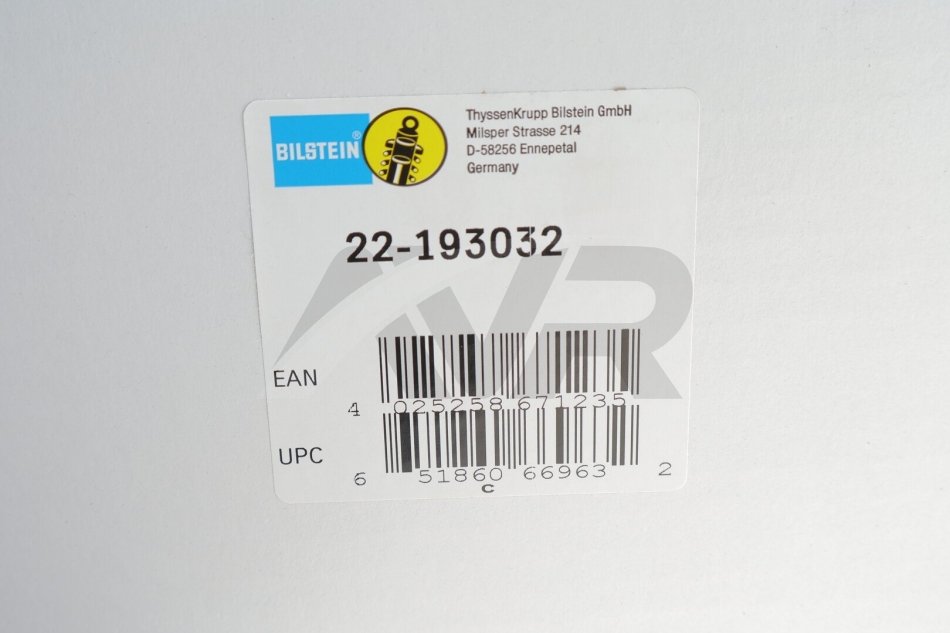 BILSTEIN®
ThyssenKrupp Bilstein GmbH
Milsper Strasse 214
D-58256 Ennepetal
Germany
22-193032
VR
EAN
4 025258 671235
UPC
6 51860 66963 2
C